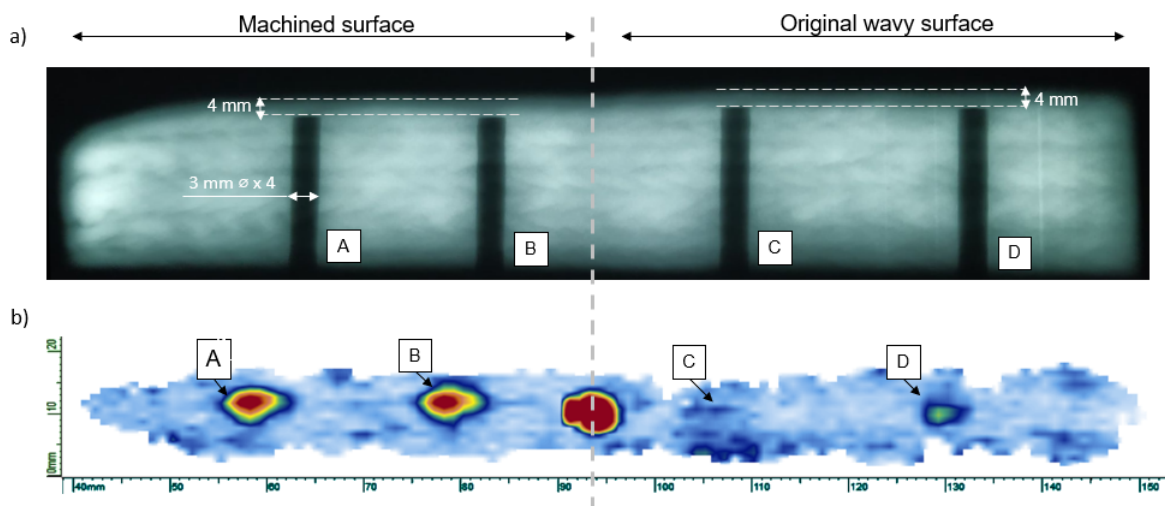 Machined surface
Original wavy surface
a)
4 mm
4 mm
3 mm ⌀ x 4
A
B
C
D
b)
A
B
C
D
20
10
0mm
40mm
50
60
70
80
90
100
110
120
130
140
150